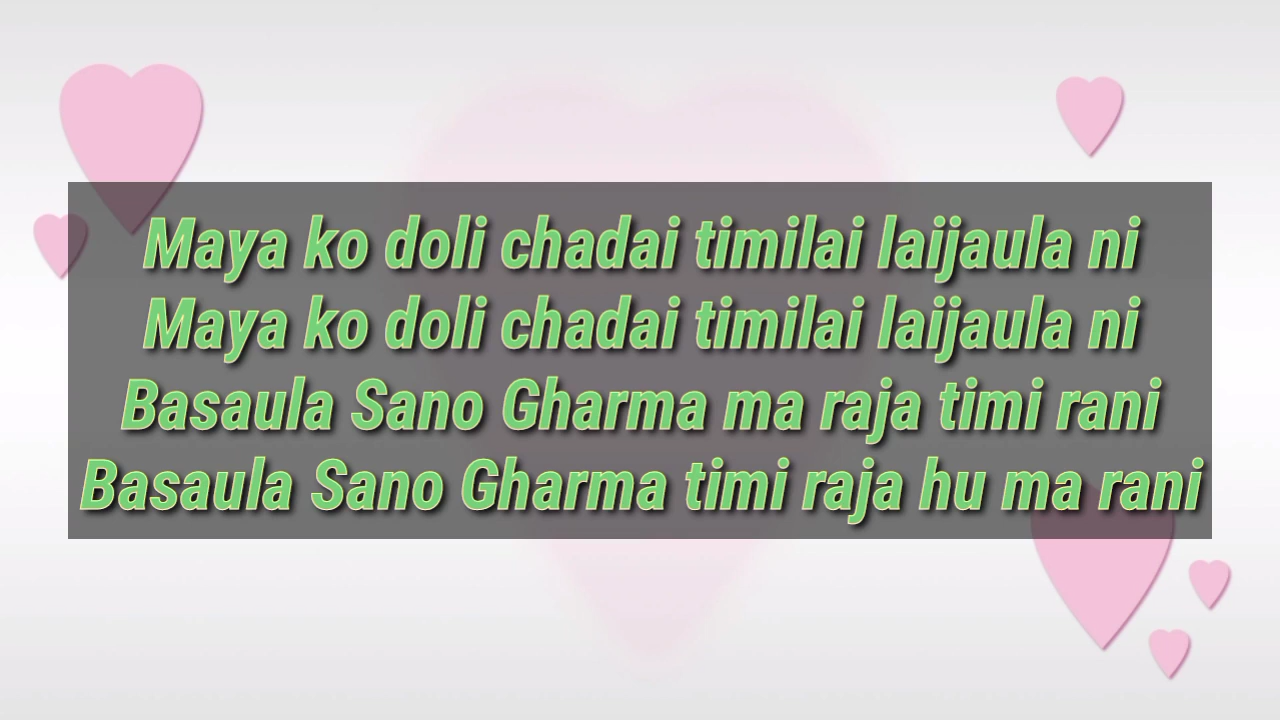 Maya ko doli chadai timilai laijaula ni
Maya ko doli chadai timilai laijaula ni
Basaula Sano Gharma ma raja timi rani
Basaula Sano Gharma timi raja hu ma rani